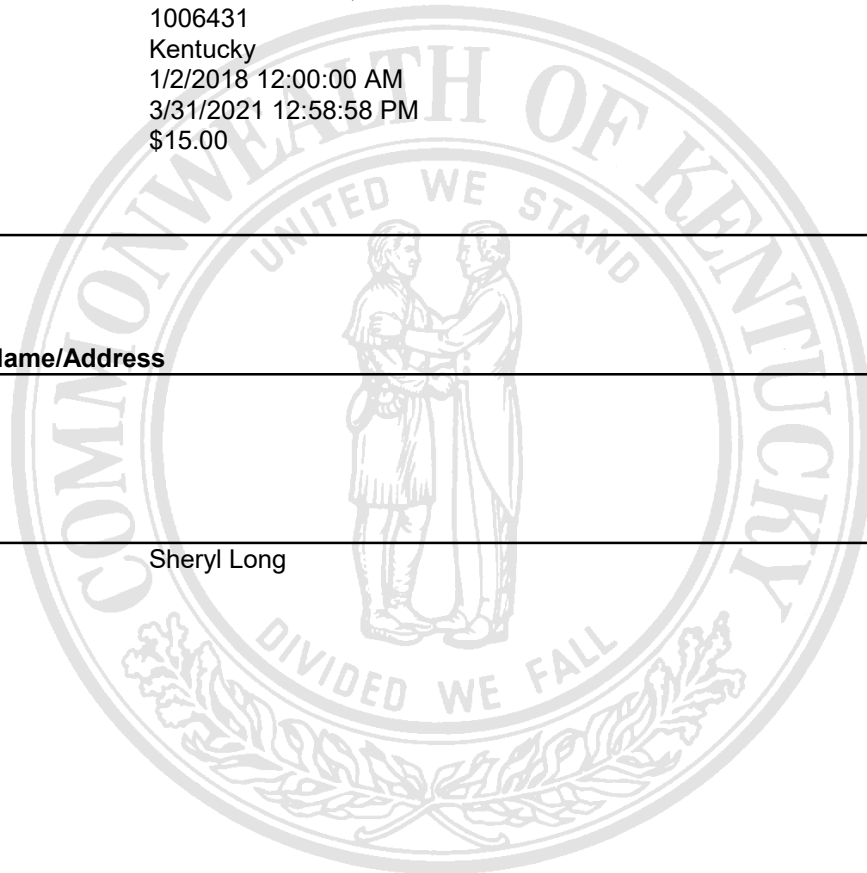 1006431
Kentucky
1/2/2018 12:00:00 AM
3/31/2021 12:58:58 PM
$15.00
COMMONWEALTH OF KENTUCKY
UNITED WE STAND
Name/Address
Sheryl Long
DIVIDED WE FALL